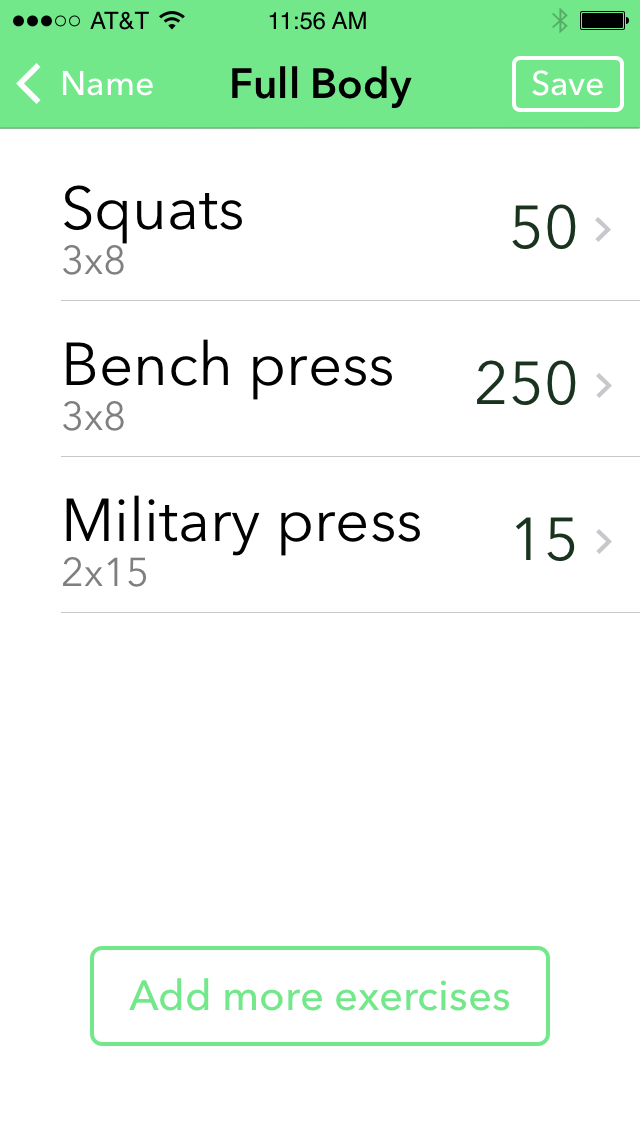 AT&T 11:56 AM
Name Full Body Save
Squats 50
3x8
Bench press 250
3x8
Military press 15
2x15
Add more exercises